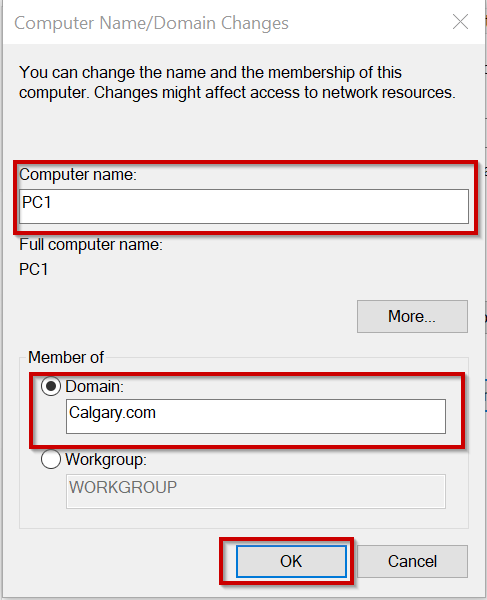 Computer Name/Domain Changes
You can change the name and the membership of this
computer. Changes might affect access to network resources.
Computer name:
PC1
Full computer name:
PC1
More...
Member of
Domain:
Calgary.com
Workgroup:
WORKGROUP
OK
Cancel